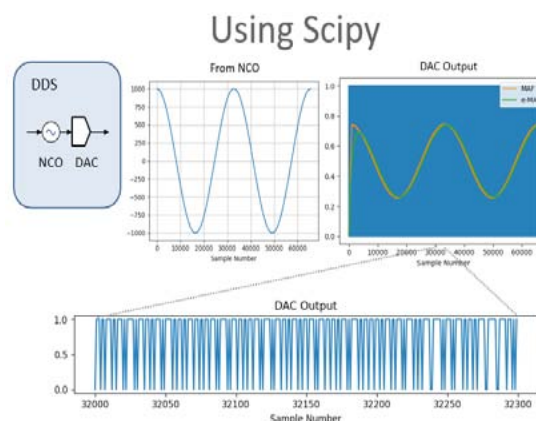 Using Scipy
DDS
NCO DAC
From NCO
1000
750
500
250
0
-250
-500
-750
-1000
0 10000 20000 30000 40000 50000 60000
Sample Number
DAC Output
1.0
0.8
0.6
0.4
0.2
0.0
MAF
0 10000 20000 30000 40000 50000 60000
Sample Number
DAC Output
1.0
0.5
0.0
32000 32050 32100 32150 32200 32250 32300
Sample Number